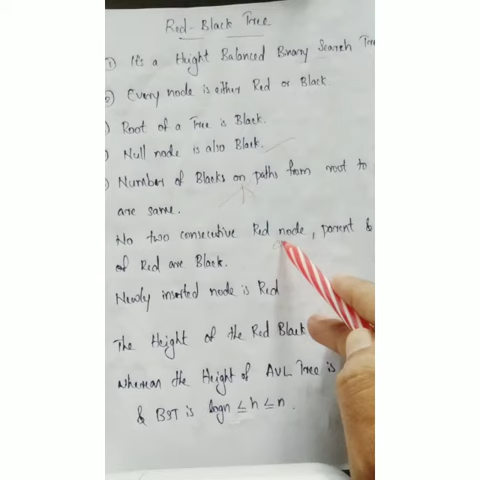 Red-Black Tree
① It's a Height Balanced Binary Search Tree
② Every node is either Red or Black.
) Root of a Tree is Black.
) Null node is also Black.
) Number of Blacks on paths from root to
are same.
No two consecutive Red node, parent &
of Red are Black.
Newly inserted node is Red
The Height of the Red Black
whereas the Height of AVL Tree is
& BST is logn ≤ h ≤ n.